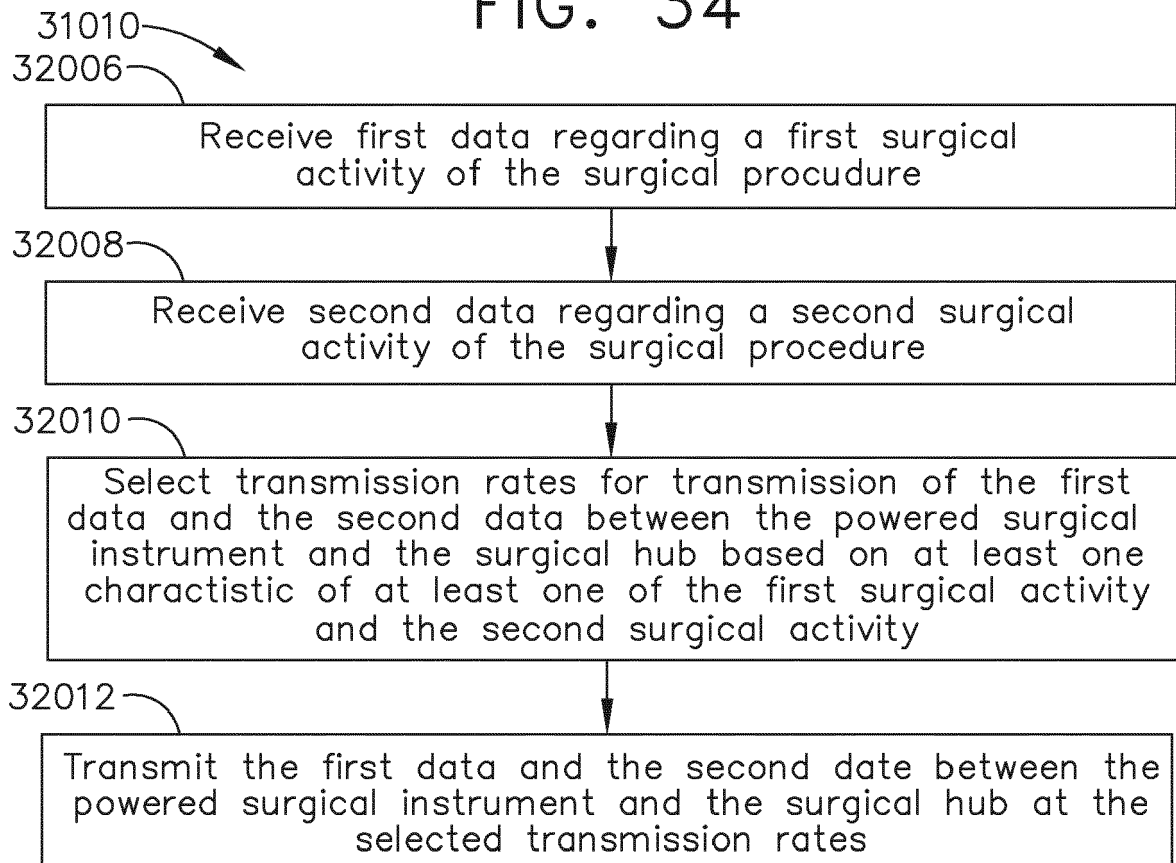 FIG. 34
31010
32006
Receive first data regarding a first surgical
activity of the surgical procudure
32008
Receive second data regarding a second surgical
activity of the surgical procedure
32010
Select transmission rates for transmission of the first
data and the second data between the powered surgical
instrument and the surgical hub based on at least one
charactistic of at least one of the first surgical activity
and the second surgical activity
32012
Transmit the first data and the second date between the
powered surgical instrument and the surgical hub at the
selected transmission rates